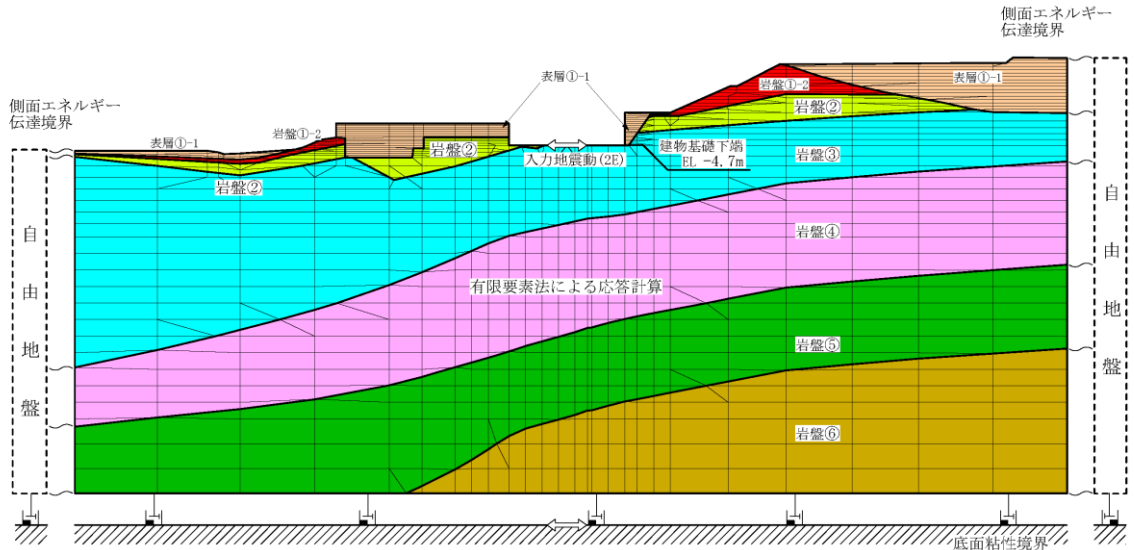 側面エネルギー
伝達境界
側面エネルギー
伝達境界
表層①-1
岩盤①-2
表層①-1
岩盤②
表層①-1
岩盤①-2
岩盤②
入力地震動(2E)
建物基礎下端
EL -4.7m
岩盤③
岩盤②
自由地盤
自由地盤
岩盤④
有限要素法による応答計算
岩盤⑤
岩盤⑥
底面粘性境界